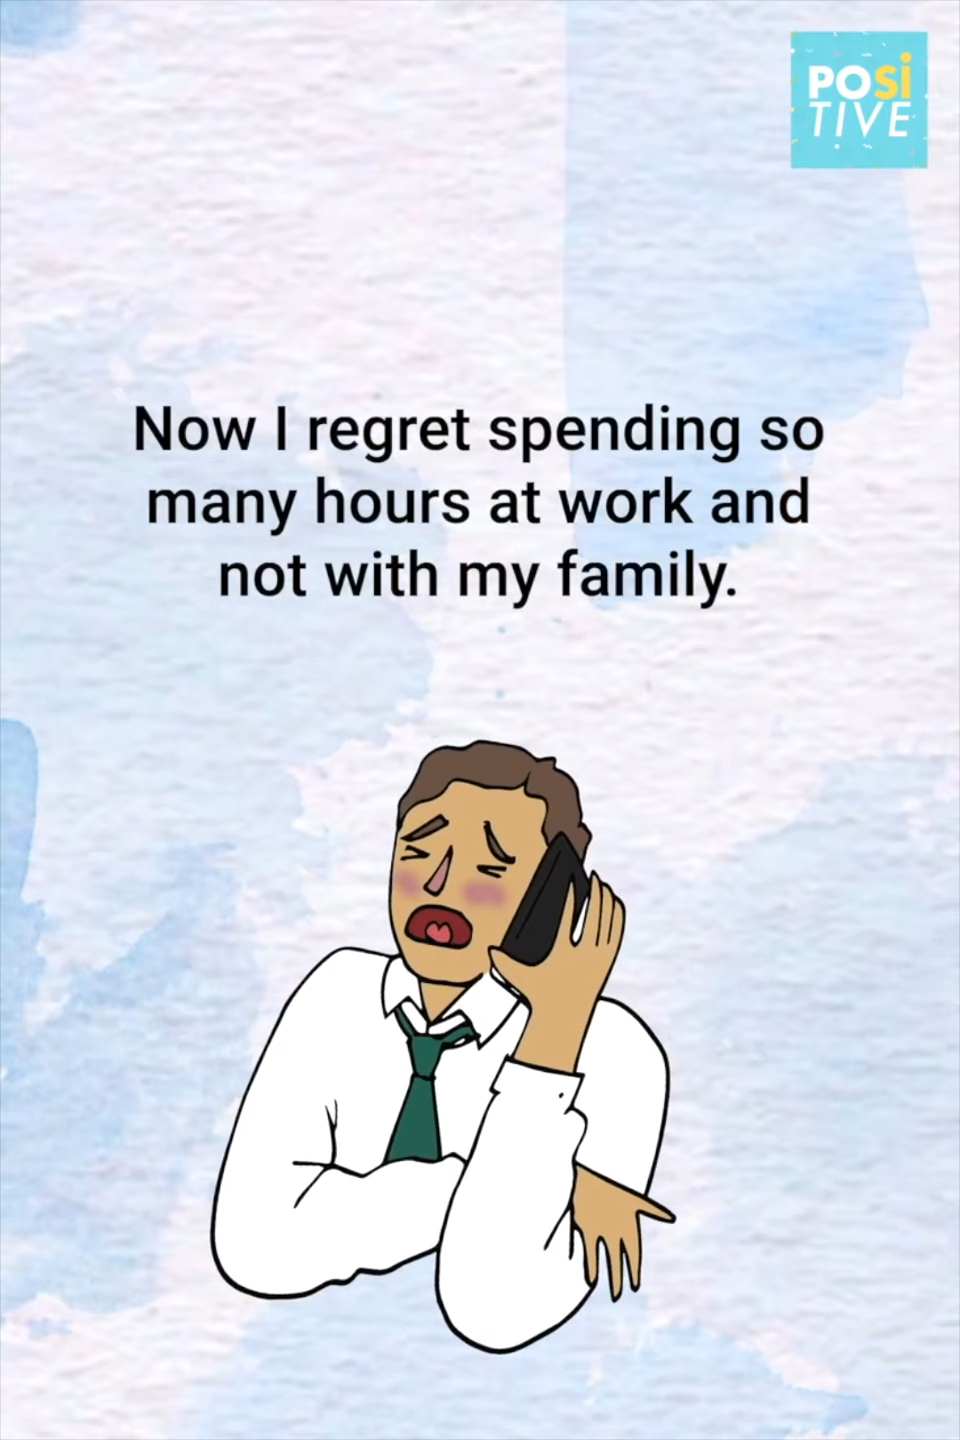 POSi
TIVE
Now I regret spending so
many hours at work and
not with my family.